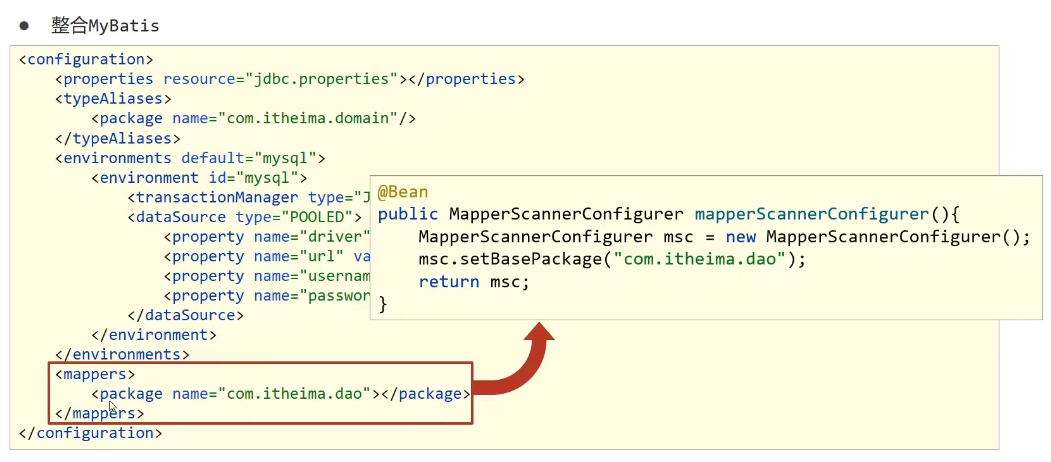 ● 整合MyBatis
<configuration>
<properties resource="jdbc.properties"></properties>
<typeAliases>
<package name="com.itheima.domain"/>
</typeAliases>
<environments default="mysql">
<environment id="mysql">
<transactionManager type="J
<dataSource type="POOLED">
<property name="driver"
<property name="url" va
<property name="usernam
<property name="passwor
</dataSource>
</environment>
</environments>
<mappers>
<package name="com.itheima.dao"></package>
</mappers>
</configuration>
@Bean
public MapperScannerConfigurer mapperScannerConfigurer(){
MapperScannerConfigurer msc = new MapperScannerConfigurer();
msc.setBasePackage("com.itheima.dao");
return msc;
}